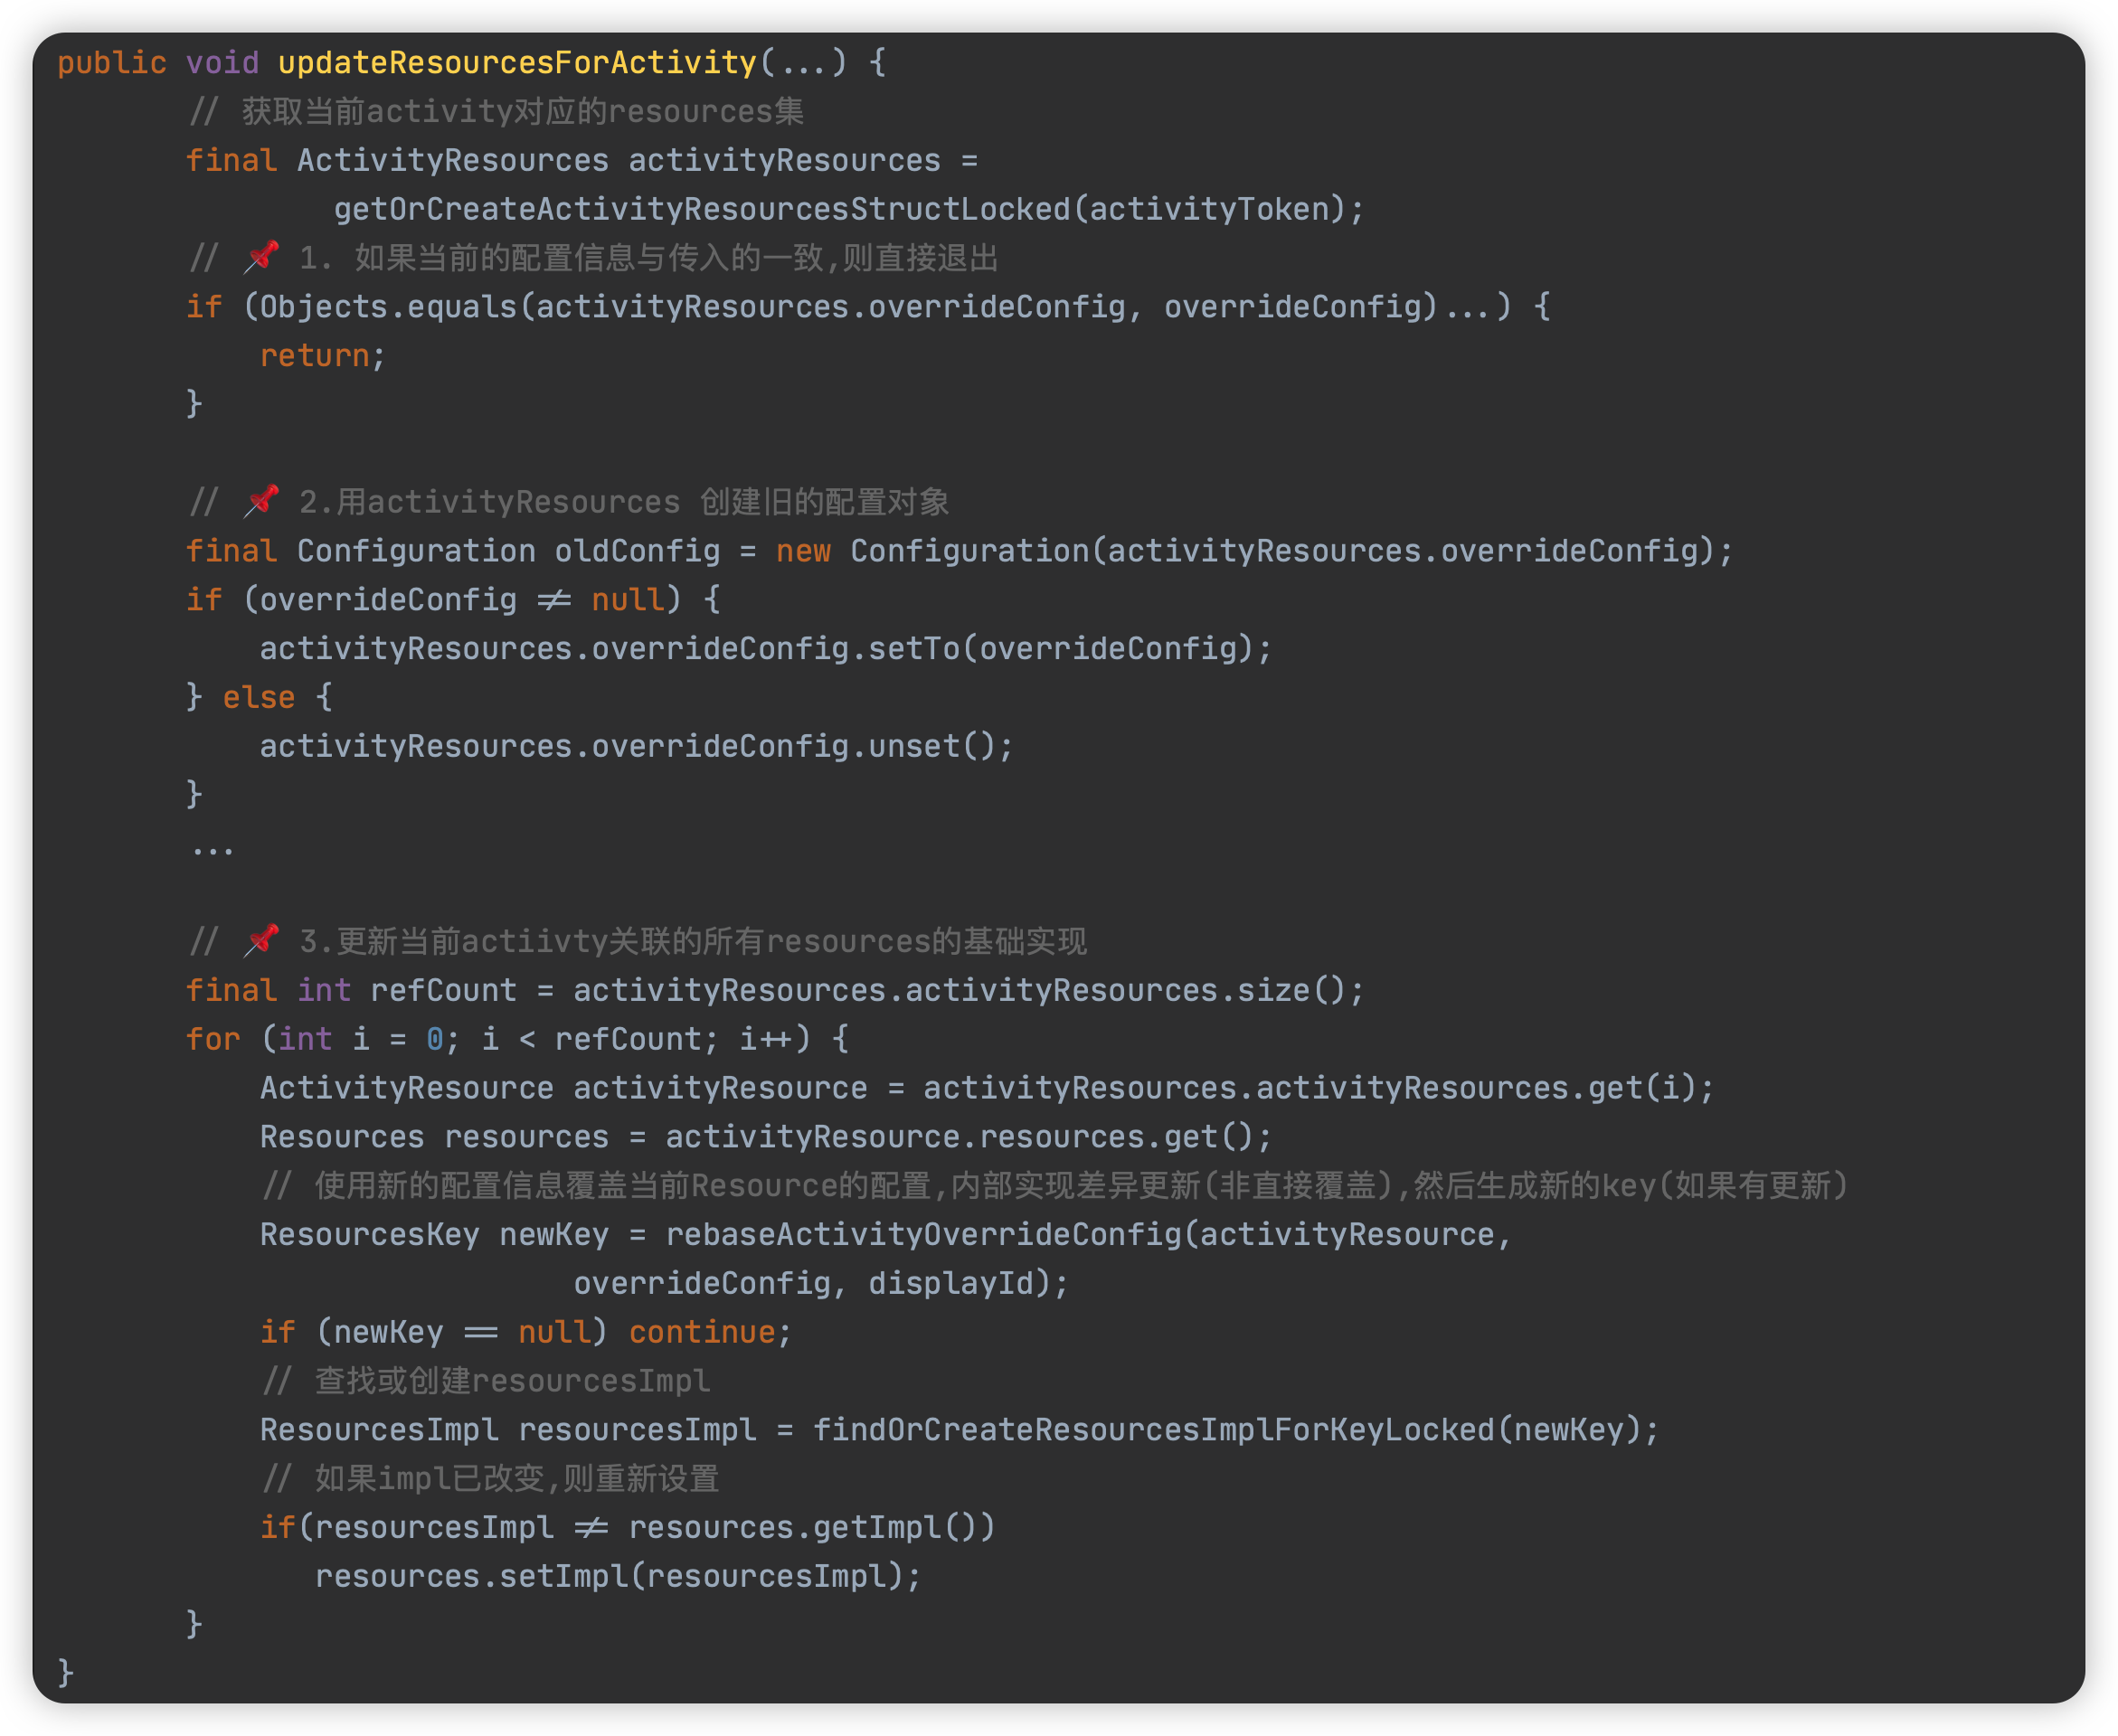 public void updateResourcesForActivity(...) {
// 获取当前activity对应的resources集
final ActivityResources activityResources =
getOrCreateActivityResourcesStructLocked(activityToken);
// 📌 1. 如果当前的配置信息与传入的一致,则直接退出
if (Objects.equals(activityResources.overrideConfig, overrideConfig)...) {
return;
}
// 📌 2.用activityResources 创建旧的配置对象
final Configuration oldConfig = new Configuration(activityResources.overrideConfig);
if (overrideConfig != null) {
activityResources.overrideConfig.setTo(overrideConfig);
} else {
activityResources.overrideConfig.unset();
}
...
// 📌 3.更新当前actiivty关联的所有resources的基础实现
final int refCount = activityResources.activityResources.size();
for (int i = 0; i < refCount; i++) {
ActivityResource activityResource = activityResources.activityResources.get(i);
Resources resources = activityResource.resources.get();
// 使用新的配置信息覆盖当前Resource的配置,内部实现差异更新(非直接覆盖),然后生成新的key(如果有更新)
ResourcesKey newKey = rebaseActivityOverrideConfig(activityResource,
overrideConfig, displayId);
if (newKey == null) continue;
// 查找或创建resourcesImpl
ResourcesImpl resourcesImpl = findOrCreateResourcesImplForKeyLocked(newKey);
// 如果impl已改变,则重新设置
if(resourcesImpl != resources.getImpl())
resources.setImpl(resourcesImpl);
}
}